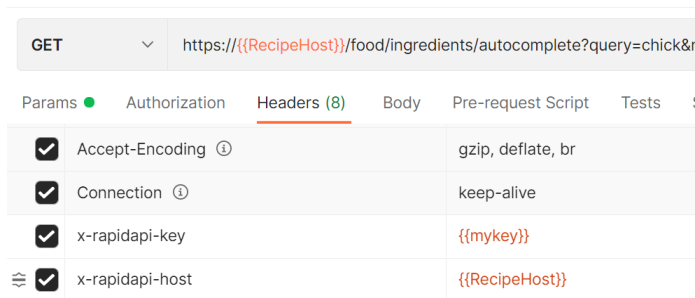 GET https://{{RecipeHost}}/food/ingredients/autocomplete?query=chick&
Params Authorization Headers (8) Body Pre-request Script Tests
Accept-Encoding gzip, deflate, br
Connection keep-alive
x-rapidapi-key {{mykey}}
x-rapidapi-host {{RecipeHost}}